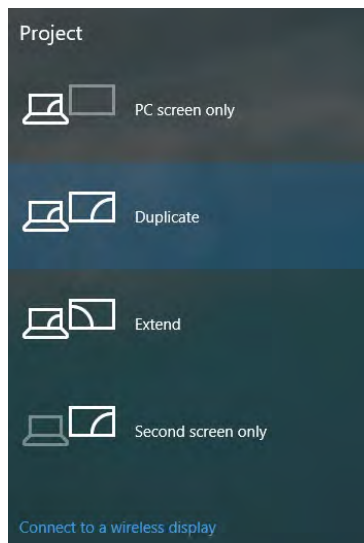 Project
PC screen only
Duplicate
Extend
Second screen only
Connect to a wireless display